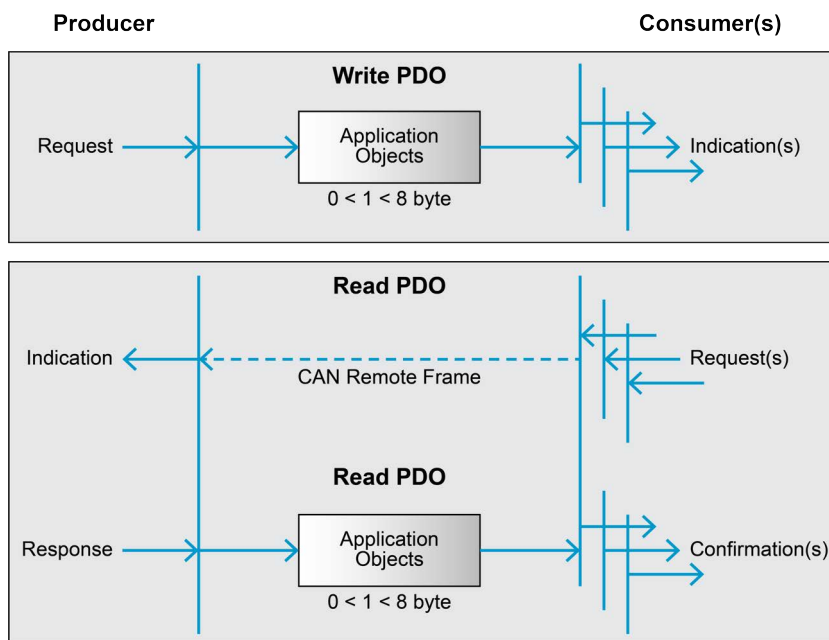 Producer
Consumer(s)
Write PDO
Request
Application
Objects
Indication(s)
0 < 1 < 8 byte
Read PDO
Indication
CAN Remote Frame
Request(s)
Read PDO
Response
Application
Objects
Confirmation(s)
0 < 1 < 8 byte